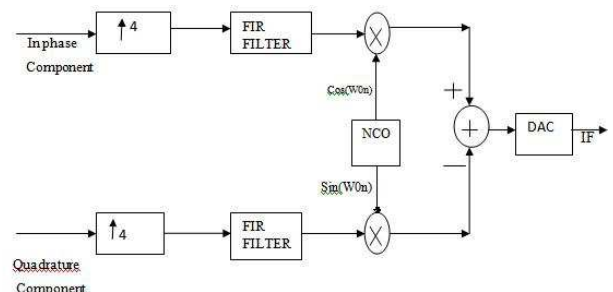 ↑4
FIR
FILTER
X
Inphase
Component
Cos(W0n)
+
NCO
+
DAC
IF
Sin(W0n)
−
↑4
FIR
FILTER
X
Quadrature
Component